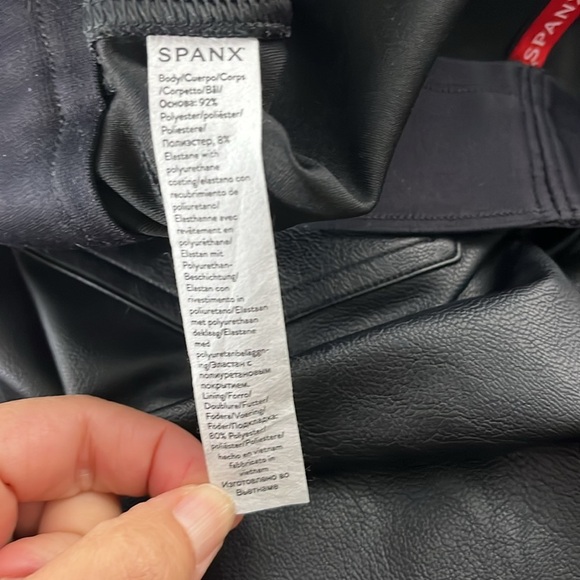 SPANX
SPANX
Body/Cuerpo/Corps
/Corpetto/Bål/
Основа: 92%
Polyester/poliéster/
Poliestere/
Полиэстер, 8%
Elastane with
polyurethane
coating/elastano con
recubrimiento de
poliuretano/
Elasthanne avec
revêtement en
polyuréthane/
Elastan mit
Polyurethan-
Beschichtung/
Elastan con
rivestimento in
poliuretano/Elastaan
met polyurethaan
deklaag/Elastane
med
polyuretanbelæggn-
ing/Эластан с
полиуретановым
покрытием.
Lining/Forro/
Doublure/Futter/
Fodera/Voering/
Foder/Подкладка:
80% Polyester/
poliéster/Poliestere/
hecho en vietnam
fabbricato in
vietnam
Изготовлено во
Вьетнаме